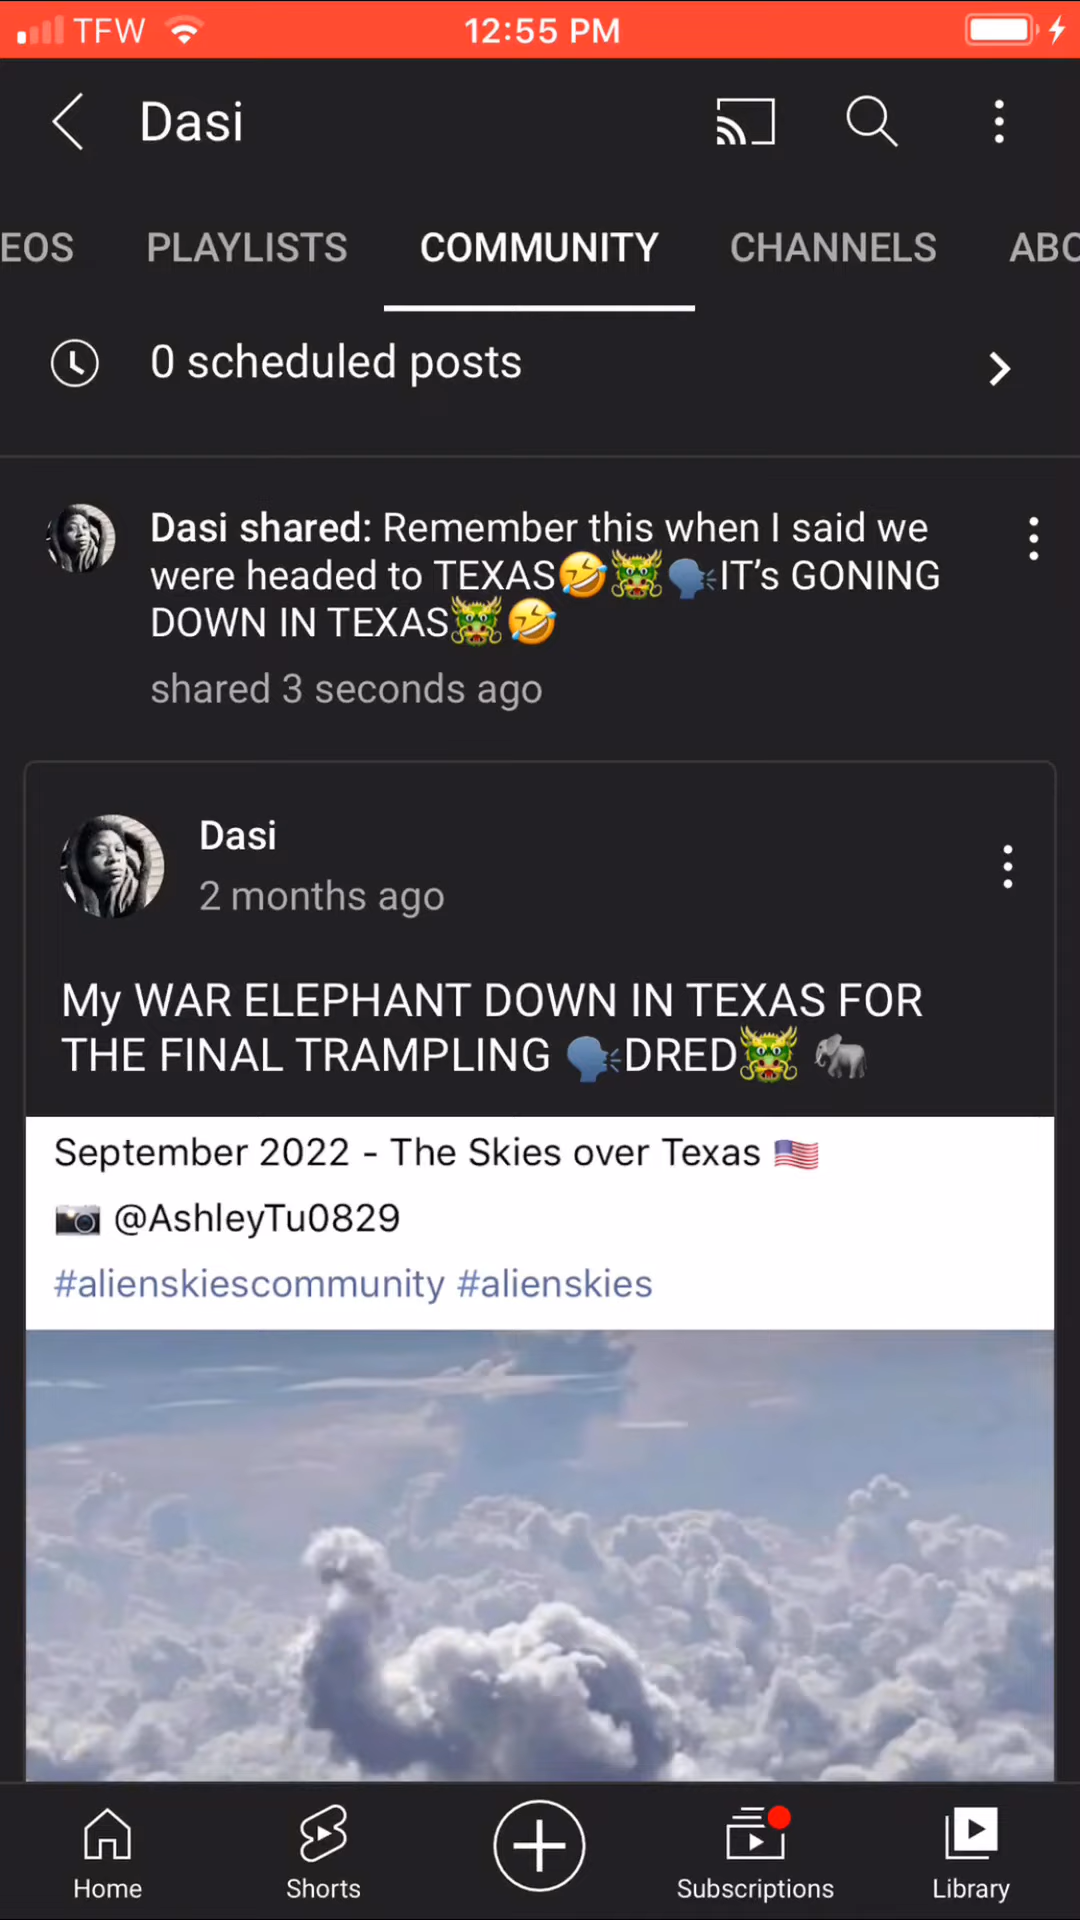 TFW 12:55 PM
Dasi
EOS PLAYLISTS COMMUNITY CHANNELS ABO
0 scheduled posts
Dasi shared: Remember this when I said we
were headed to TEXAS🤣🐲🗣️IT's GONING
DOWN IN TEXAS🐲🤣
shared 3 seconds ago
Dasi
2 months ago
My WAR ELEPHANT DOWN IN TEXAS FOR
THE FINAL TRAMPLING 🗣️DRED🐲 🐘
September 2022 - The Skies over Texas 🇺🇸
📷 @AshleyTu0829
#alienskiescommunity #alienskies
Home Shorts Subscriptions Library